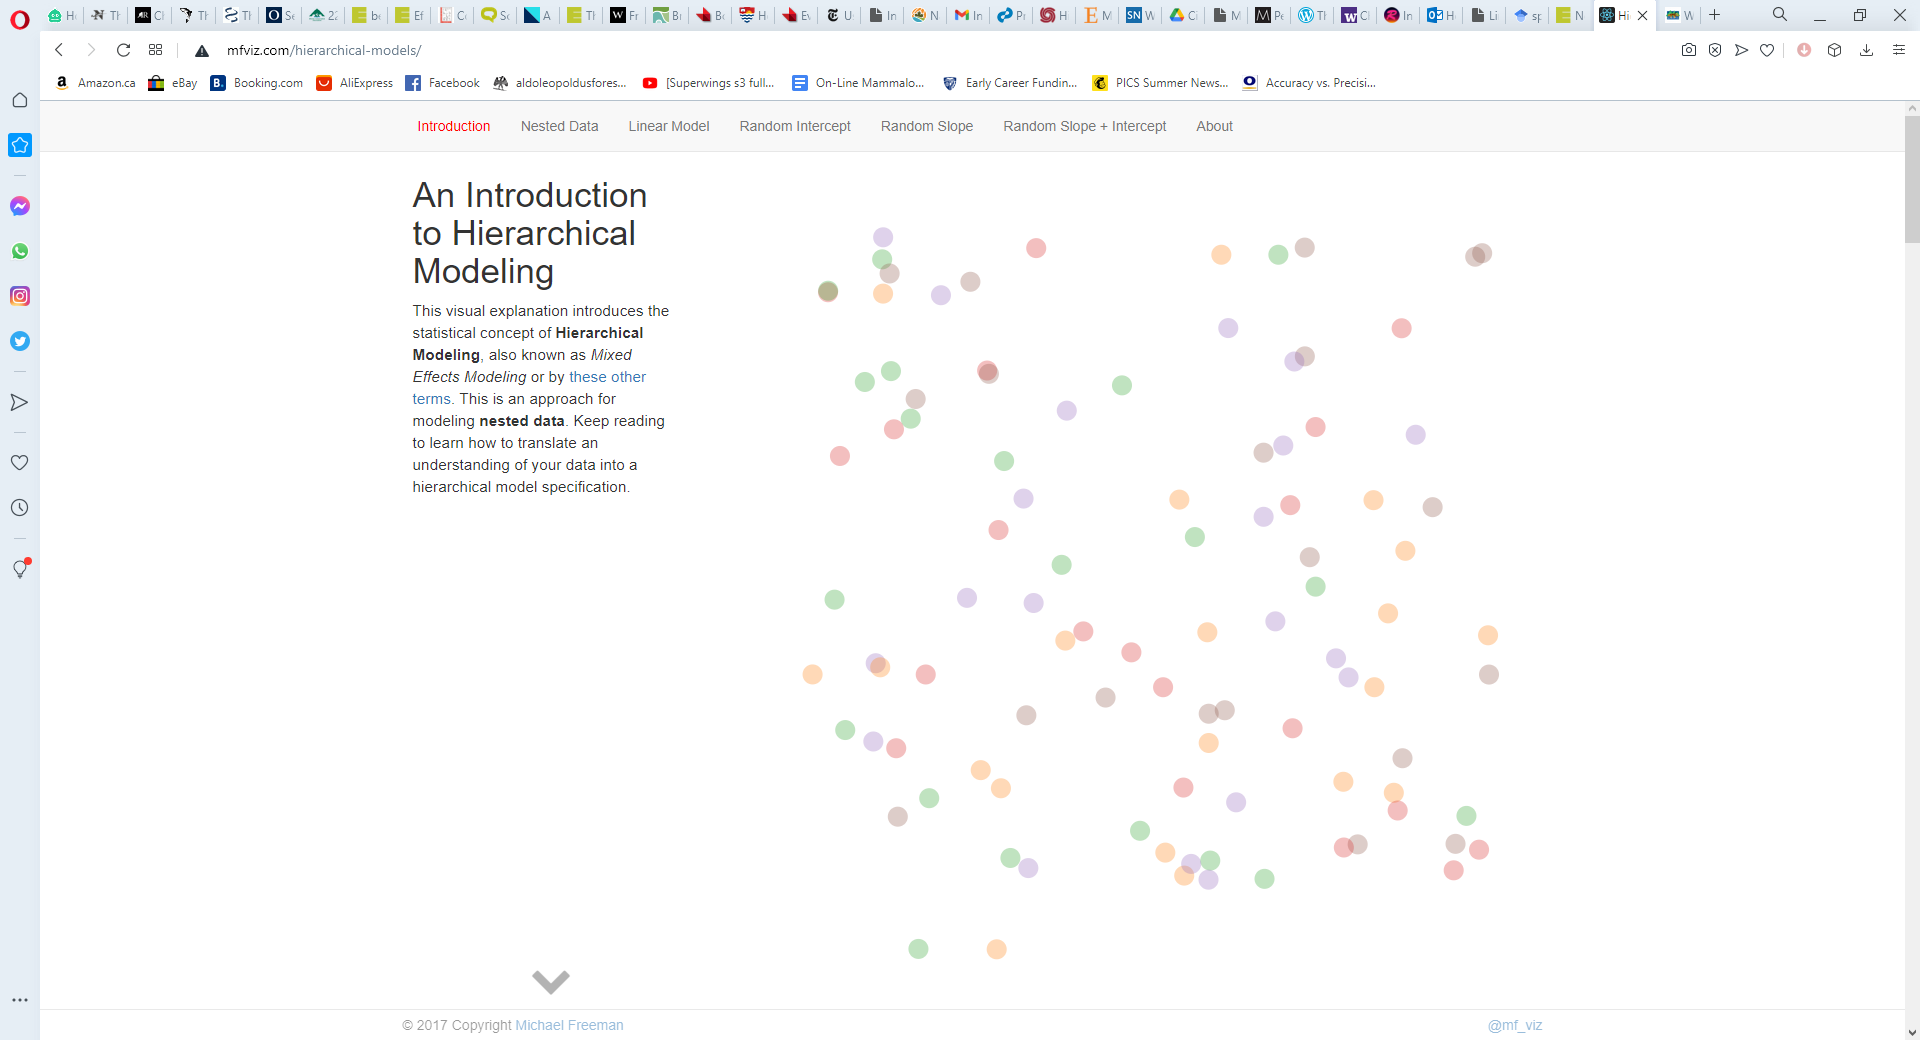 mfviz.com/hierarchical-models/
Amazon.ca eBay Booking.com AliExpress Facebook aldoleopoldusfores... [Superwings s3 full... On-Line Mammalo... Early Career Fundin... PICS Summer News... Accuracy vs. Precisi...
Introduction Nested Data Linear Model Random Intercept Random Slope Random Slope + Intercept About
An Introduction
to Hierarchical
Modeling
This visual explanation introduces the
statistical concept of Hierarchical
Modeling, also known as Mixed
Effects Modeling or by these other
terms. This is an approach for
modeling nested data. Keep reading
to learn how to translate an
understanding of your data into a
hierarchical model specification.
© 2017 Copyright Michael Freeman
@mf_viz